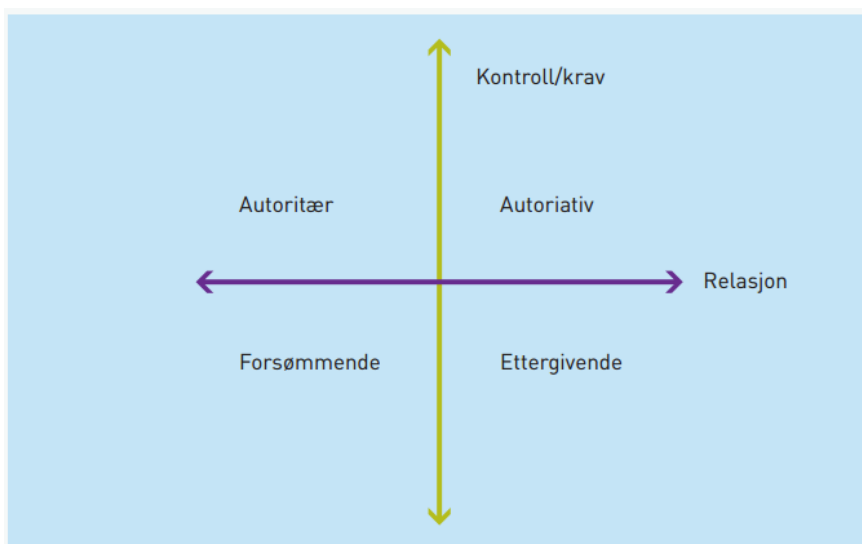 Kontroll/krav
Autoritær
Autoriativ
Relasjon
Forsømmende
Ettergivende